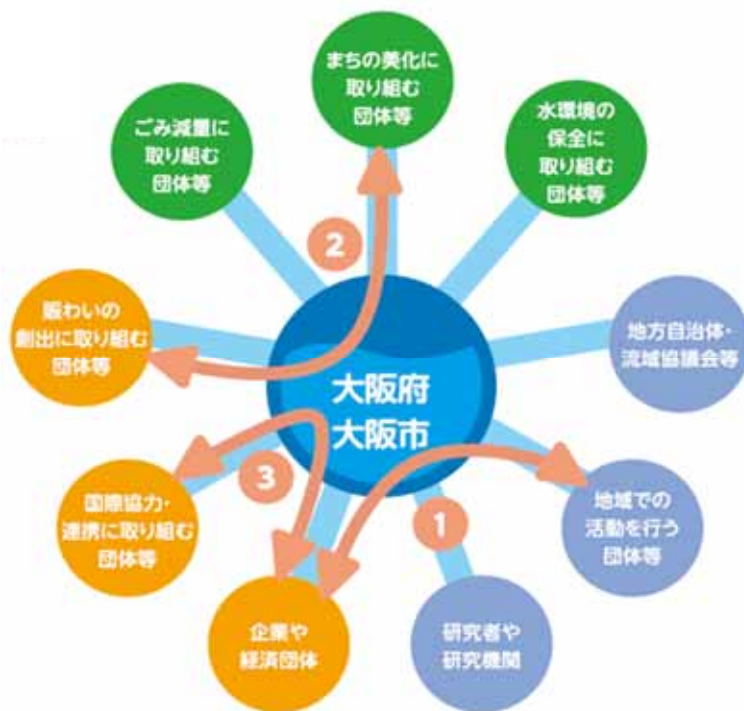 まちの美化に
取り組む
団体等
水環境の
保全に
取り組む
団体等
ごみ減量に
取り組む
団体等
2
賑わいの
創出に取り組む
団体等
地方自治体・
流域協議会等
大阪府
大阪市
3
1
国際協力・
連携に取り組む
団体等
地域での
活動を行う
団体等
企業や
経済団体
研究者や
研究機関